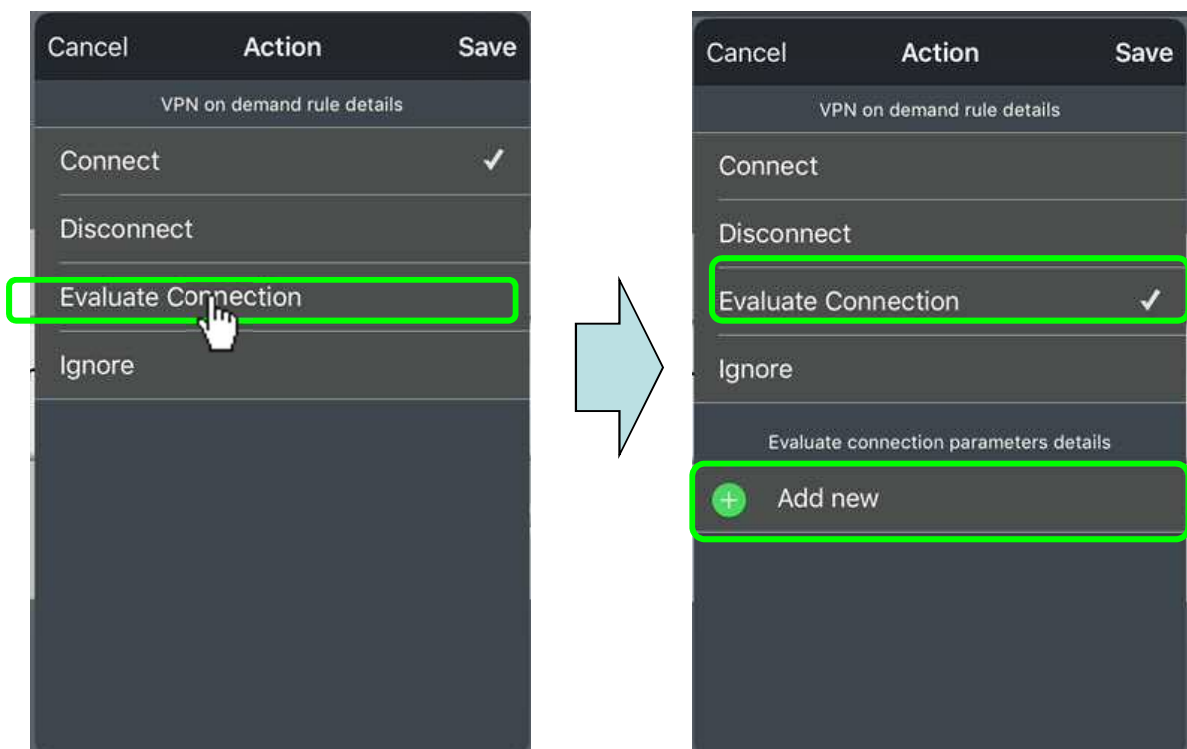 Cancel Action Save
VPN on demand rule details
Connect
Disconnect
Evaluate Connection
Ignore
Cancel Action Save
VPN on demand rule details
Connect
Disconnect
Evaluate Connection
Ignore
Evaluate connection parameters details
Add new